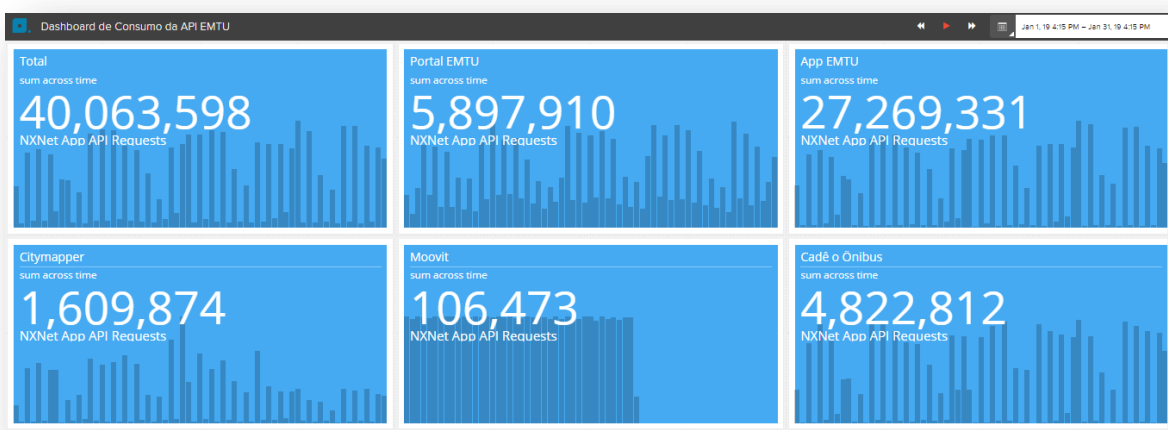 Dashboard de Consumo da API EMTU
Jan 1, 19 4:15 PM – Jan 31, 19 4:15 PM
Total
sum across time
40,063,598
NXNet App API Requests
Portal EMTU
sum across time
5,897,910
NXNet App API Requests
App EMTU
sum across time
27,269,331
NXNet App API Requests
Citymapper
sum across time
1,609,874
NXNet App API Requests
Moovit
sum across time
106,473
NXNet App API Requests
Cadê o Ônibus
sum across time
4,822,812
NXNet App API Requests